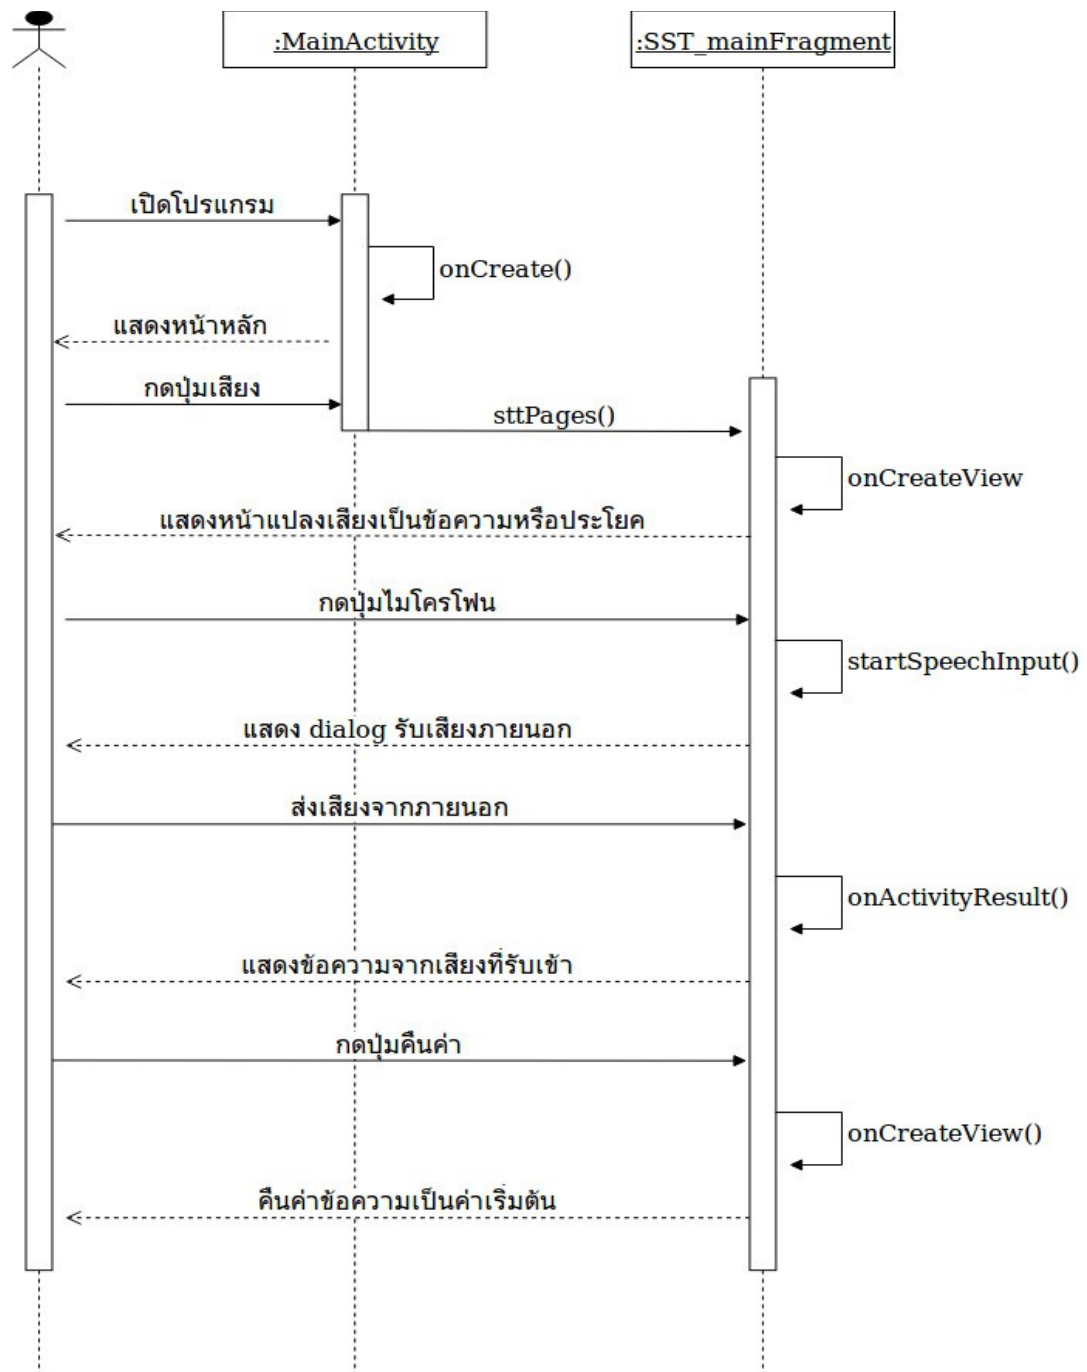 :MainActivity
:SST_mainFragment
เปิดโปรแกรม
onCreate()
แสดงหน้าหลัก
กดปุ่มเสียง
sttPages()
onCreateView
แสดงหน้าแปลงเสียงเป็นข้อความหรือประโยค
กดปุ่มไมโครโฟน
startSpeechInput()
แสดง dialog รับเสียงภายนอก
ส่งเสียงจากภายนอก
onActivityResult()
แสดงข้อความจากเสียงที่รับเข้า
กดปุ่มคืนค่า
onCreateView()
คืนค่าข้อความเป็นค่าเริ่มต้น